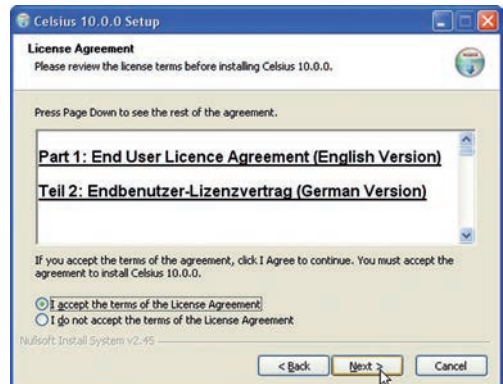 Celsius 10.0.0 Setup
License Agreement
Please review the license terms before installing Celsius 10.0.0.
Press Page Down to see the rest of the agreement.
Part 1: End User Licence Agreement (English Version)
Teil 2: Endbenutzer-Lizenzvertrag (German Version)
If you accept the terms of the agreement, click I Agree to continue. You must accept the
agreement to install Celsius 10.0.0.
I accept the terms of the License Agreement
I do not accept the terms of the License Agreement
Nullsoft Install System v2.45
< Back Next > Cancel